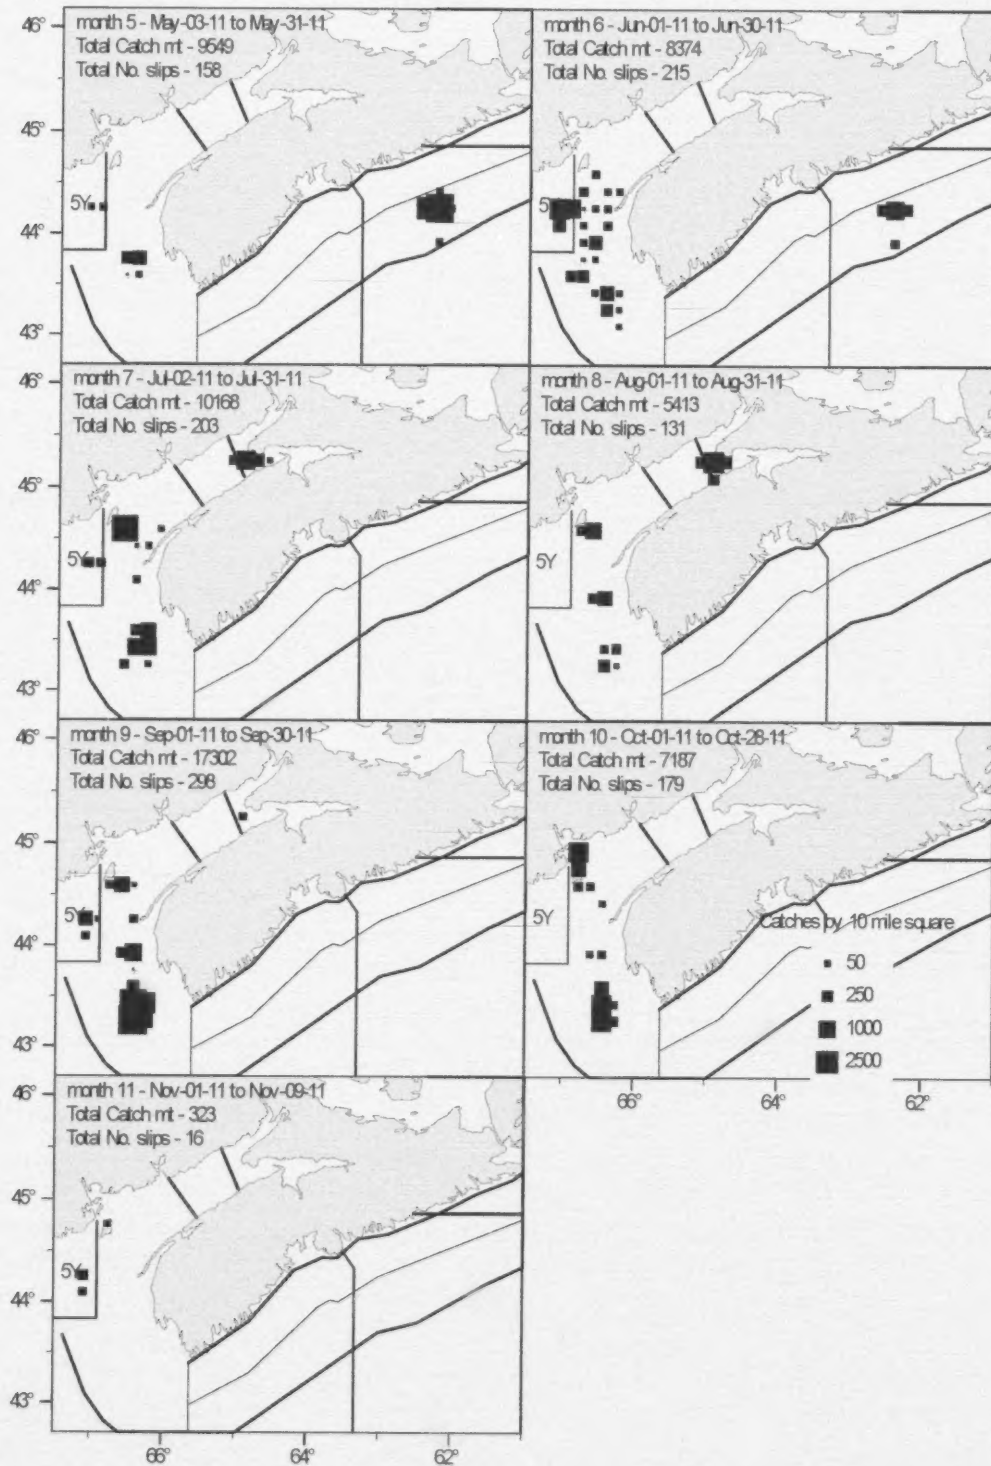 46°
45°
44°
43°
month 5 - May-03-11 to May-31-11
Total Catch mt - 9549
Total No. slips - 158
5Y
month 6 - Jun-01-11 to Jun-30-11
Total Catch mt - 8374
Total No. slips - 215
5
46°
45°
44°
43°
month 7 - Jul-02-11 to Jul-31-11
Total Catch mt - 10168
Total No. slips - 203
5Y
month 8 - Aug-01-11 to Aug-31-11
Total Catch mt - 5413
Total No. slips - 131
5Y
46°
45°
44°
43°
month 9 - Sep-01-11 to Sep-30-11
Total Catch mt - 17302
Total No. slips - 298
5Y
month 10 - Oct-01-11 to Oct-28-11
Total Catch mt - 7187
Total No. slips - 179
5Y
Catches by 10 mile square
50
250
1000
2500
66°
64°
62°
46°
45°
44°
43°
month 11 - Nov-01-11 to Nov-09-11
Total Catch mt - 323
Total No. slips - 16
5Y
66°
64°
62°